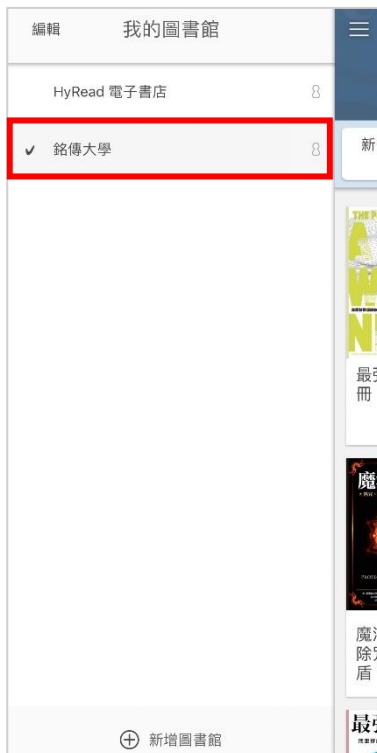 編輯
我的圖書館
HyRead 電子書店
8
✓ 銘傳大學
8
新增圖書館
新
最
冊
魔
魔
除
盾
最